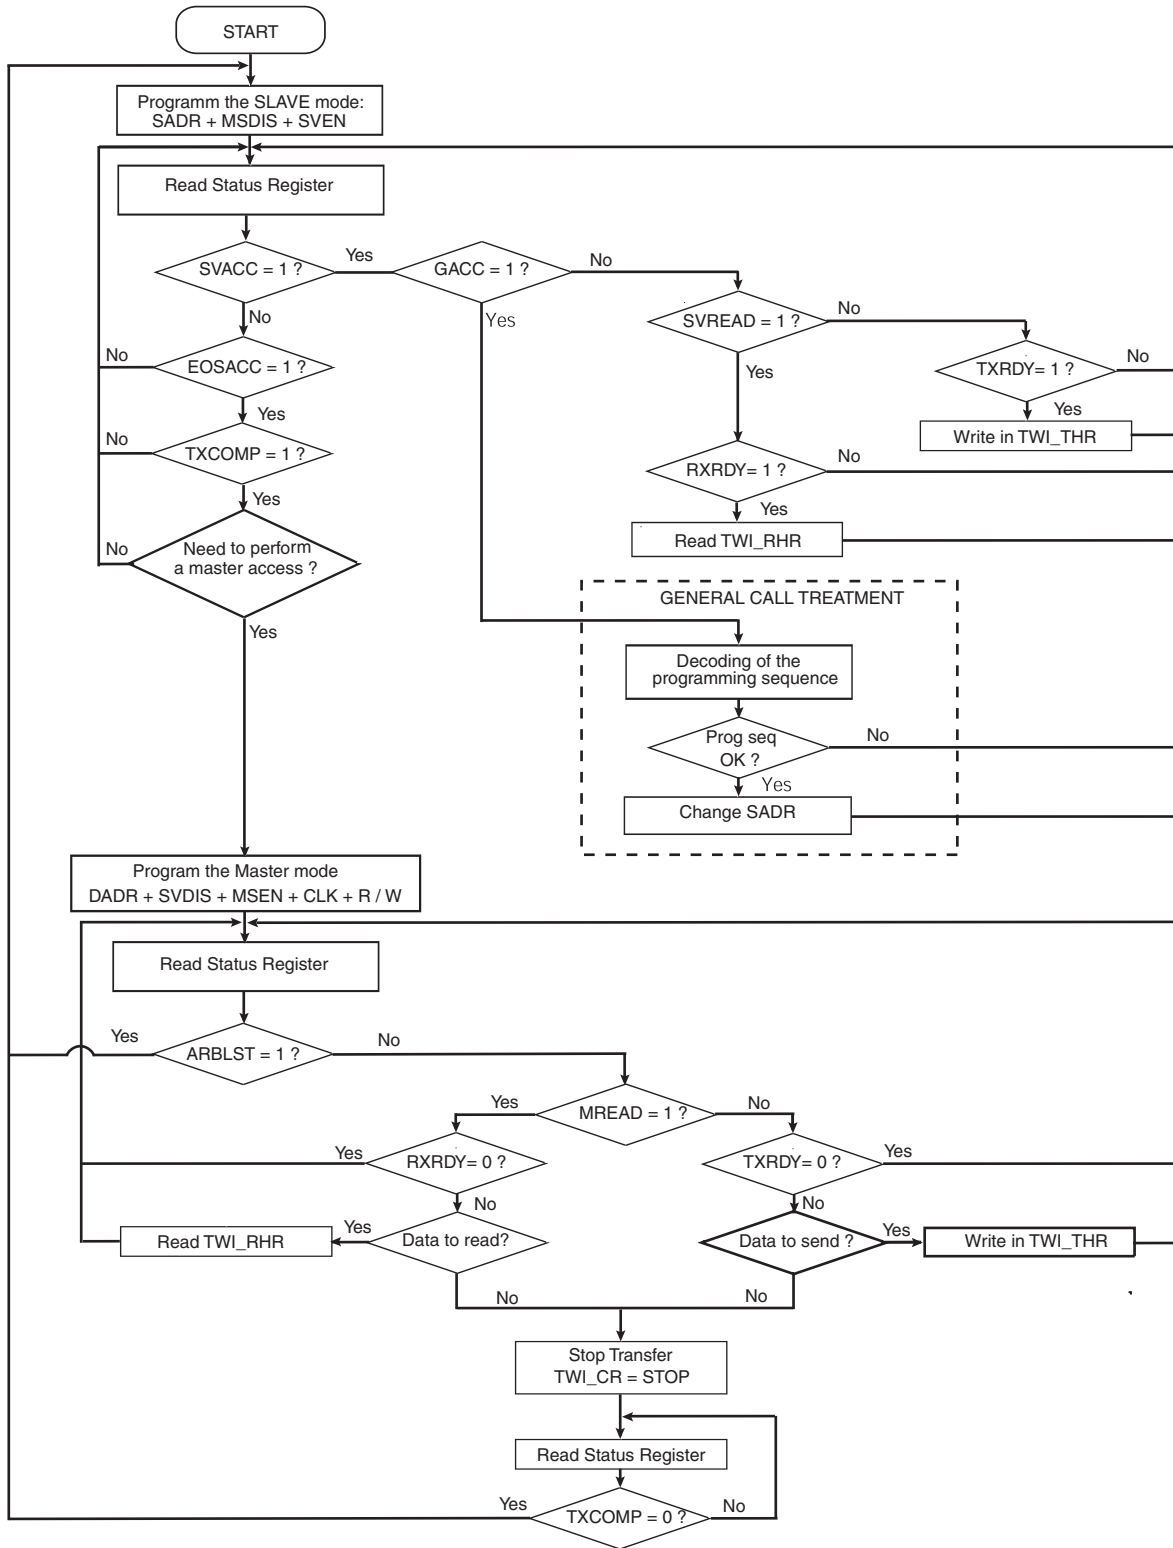 START
Programm the SLAVE mode:
SADR + MSDIS + SVEN
Read Status Register
SVACC = 1 ?
Yes
GACC = 1 ?
No
No
Yes
SVREAD = 1 ?
No
Yes
TXRDY= 1 ?
No
Yes
Write in TWI_THR
No
EOSACC = 1 ?
Yes
No
TXCOMP = 1 ?
Yes
RXRDY= 1 ?
No
Yes
Read TWI_RHR
No
Need to perform
a master access ?
Yes
GENERAL CALL TREATMENT
Decoding of the
programming sequence
Prog seq
OK ?
No
Yes
Change SADR
Program the Master mode
DADR + SVDIS + MSEN + CLK + R / W
Read Status Register
Yes
ARBLST = 1 ?
No
Yes
MREAD = 1 ?
No
Yes
RXRDY= 0 ?
No
TXRDY= 0 ?
Yes
No
Read TWI_RHR
Yes
Data to read?
No
Data to send ?
Yes
Write in TWI_THR
No
Stop Transfer
TWI_CR = STOP
Read Status Register
Yes
TXCOMP = 0 ?
No